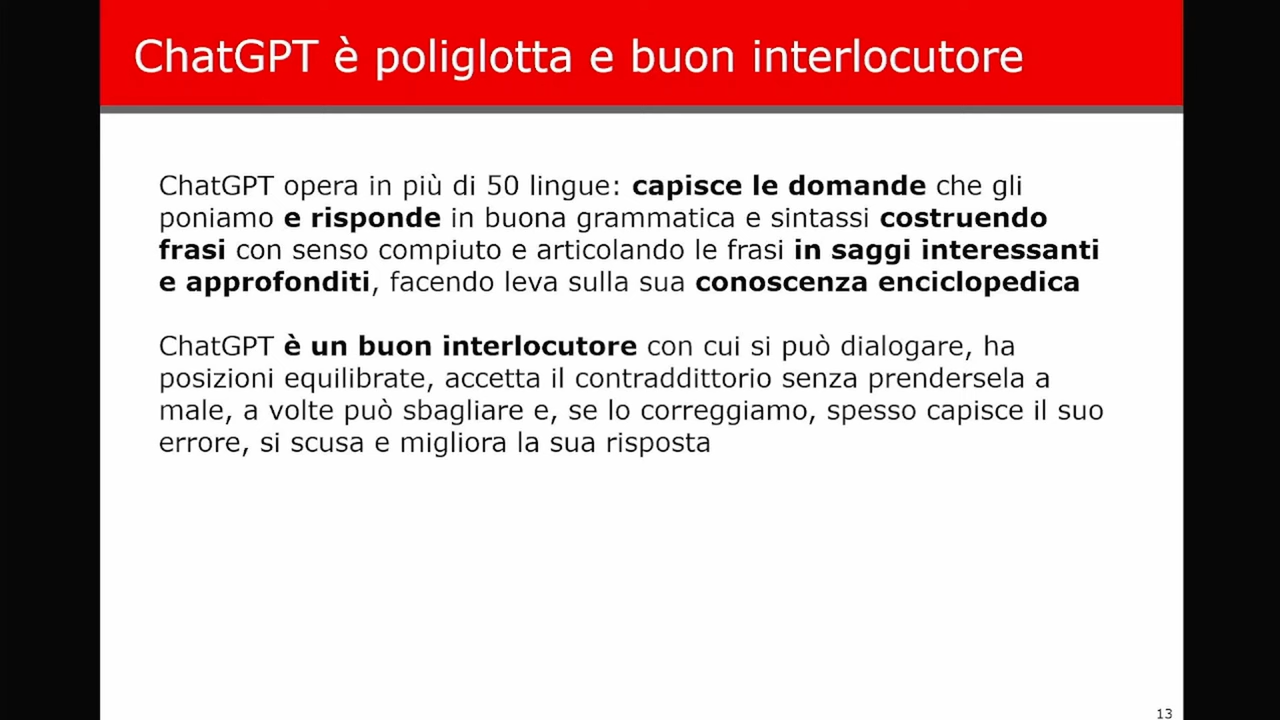 ChatGPT è poliglotta e buon interlocutore
ChatGPT opera in più di 50 lingue: capisce le domande che gli
poniamo e risponde in buona grammatica e sintassi costruendo
frasi con senso compiuto e articolando le frasi in saggi interessanti
e approfonditi, facendo leva sulla sua conoscenza enciclopedica
ChatGPT è un buon interlocutore con cui si può dialogare, ha
posizioni equilibrate, accetta il contraddittorio senza prendersela a
male, a volte può sbagliare e, se lo correggiamo, spesso capisce il suo
errore, si scusa e migliora la sua risposta
13